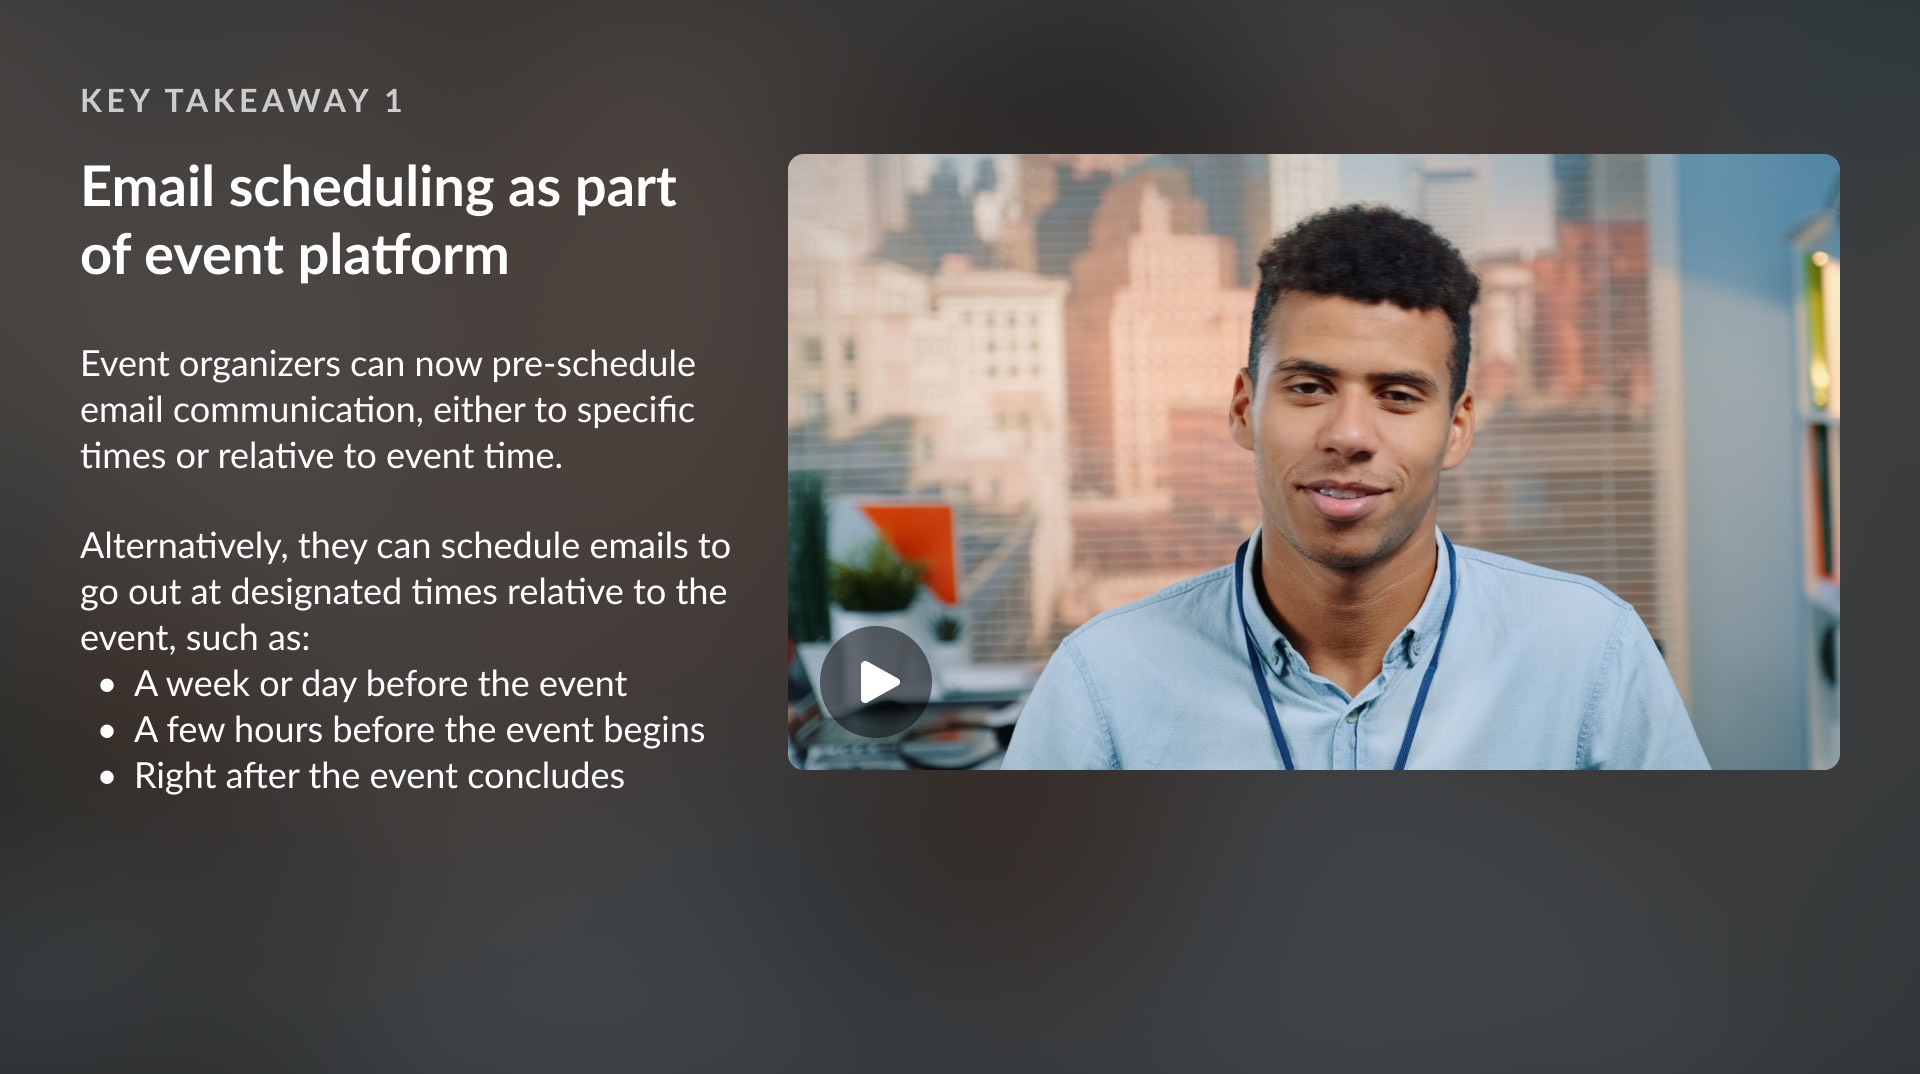 KEY TAKEAWAY 1
Email scheduling as part
of event platform
Event organizers can now pre-schedule
email communication, either to specific
times or relative to event time.
Alternatively, they can schedule emails to
go out at designated times relative to the
event, such as:
• A week or day before the event
• A few hours before the event begins
• Right after the event concludes